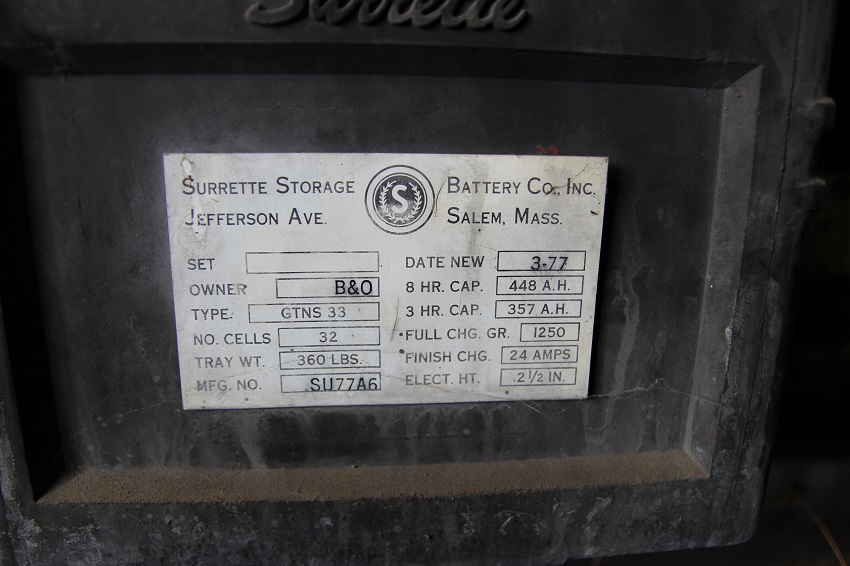 Surrette
SURRETTE STORAGE S BATTERY CO., INC.
JEFFERSON AVE. SALEM, MASS.
SET
OWNER B&O
TYPE. GTNS 33
NO. CELLS 32
TRAY WT. 360 LBS.
MFG. NO. SU77A6
DATE NEW 3-77
8 HR. CAP. 448 A.H.
3 HR. CAP. 357 A.H.
FULL CHG. GR. 1250
FINISH CHG. 24 AMPS
ELECT. HT. 2 1/2 IN.